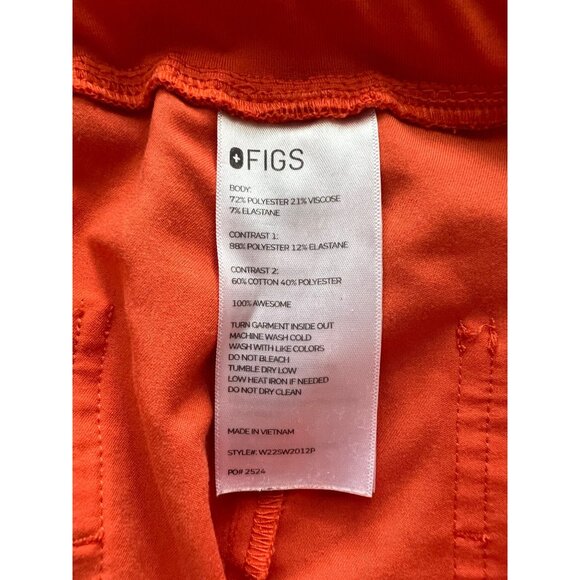 FIGS
BODY:
72% POLYESTER 21% VISCOSE
7% ELASTANE
CONTRAST 1:
88% POLYESTER 12% ELASTANE
CONTRAST 2:
60% COTTON 40% POLYESTER
100% AWESOME
TURN GARMENT INSIDE OUT
MACHINE WASH COLD
WASH WITH LIKE COLORS
DO NOT BLEACH
TUMBLE DRY LOW
LOW HEAT IRON IF NEEDED
DO NOT DRY CLEAN
MADE IN VIETNAM
STYLE#: W22SW2012P
PO# 2524